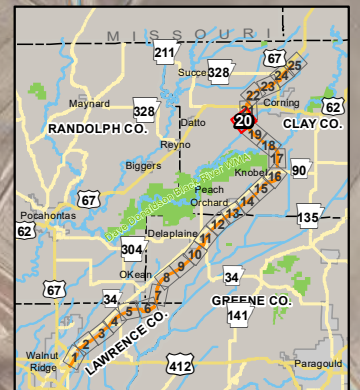 MISSOURI
211
67
25
24
23
22
Succe
328
Corning
Maynard
328
Datto
20
62
RANDOLPH CO.
CLAY CO.
19
Reyno
18
17
Biggers
Knobel
90
16
Dave Donaldson Black River WMA
67
Peach
Orchard
15
14
Pocahontas
13
135
12
62
Delaplaine
11
304
10
OKean
9
8
34
67
7
34
GREENE CO.
6
5
141
4
LAWRENCE CO.
3
2
Walnut
Ridge
1
412
Paragould